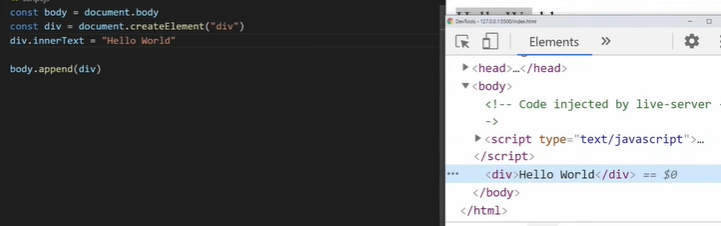 const body = document.body
const div = document.createElement("div")
div.innerText = "Hello World"
body.append(div)
Hello World
DevTools - 127.0.0.1:5500/index.html
Elements »
<head>…</head>
<body>
<!-- Code injected by live-server -
->
<script type="text/javascript">…
</script>
••• <div>Hello World</div> == $0
</body>
</html>